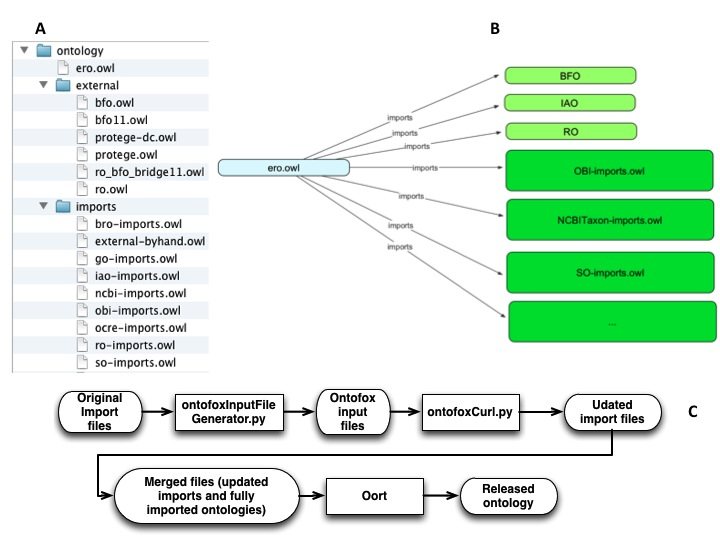 A
ontology
ero.owl
external
bfo.owl
bfo11.owl
protege-dc.owl
protege.owl
ro_bfo_bridge11.owl
ro.owl
imports
bro-imports.owl
external-byhand.owl
go-imports.owl
iao-imports.owl
ncbi-imports.owl
obi-imports.owl
ocre-imports.owl
ro-imports.owl
so-imports.owl
B
ero.owl
imports
imports
imports
imports
imports
imports
imports
BFO
IAO
RO
OBI-imports.owl
NCBITaxon-imports.owl
SO-imports.owl
...
C
Original
Import
files
ontofoxInputFile
Generator.py
Ontofox
input
files
ontofoxCurl.py
Udated
import files
Merged files (updated
imports and fully
imported ontologies)
Oort
Released
ontology